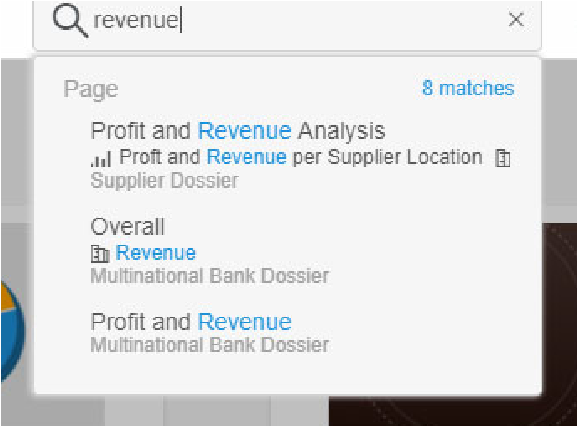 revenue
Page 8 matches
Profit and Revenue Analysis
Proft and Revenue per Supplier Location
Supplier Dossier
Overall
Revenue
Multinational Bank Dossier
Profit and Revenue
Multinational Bank Dossier